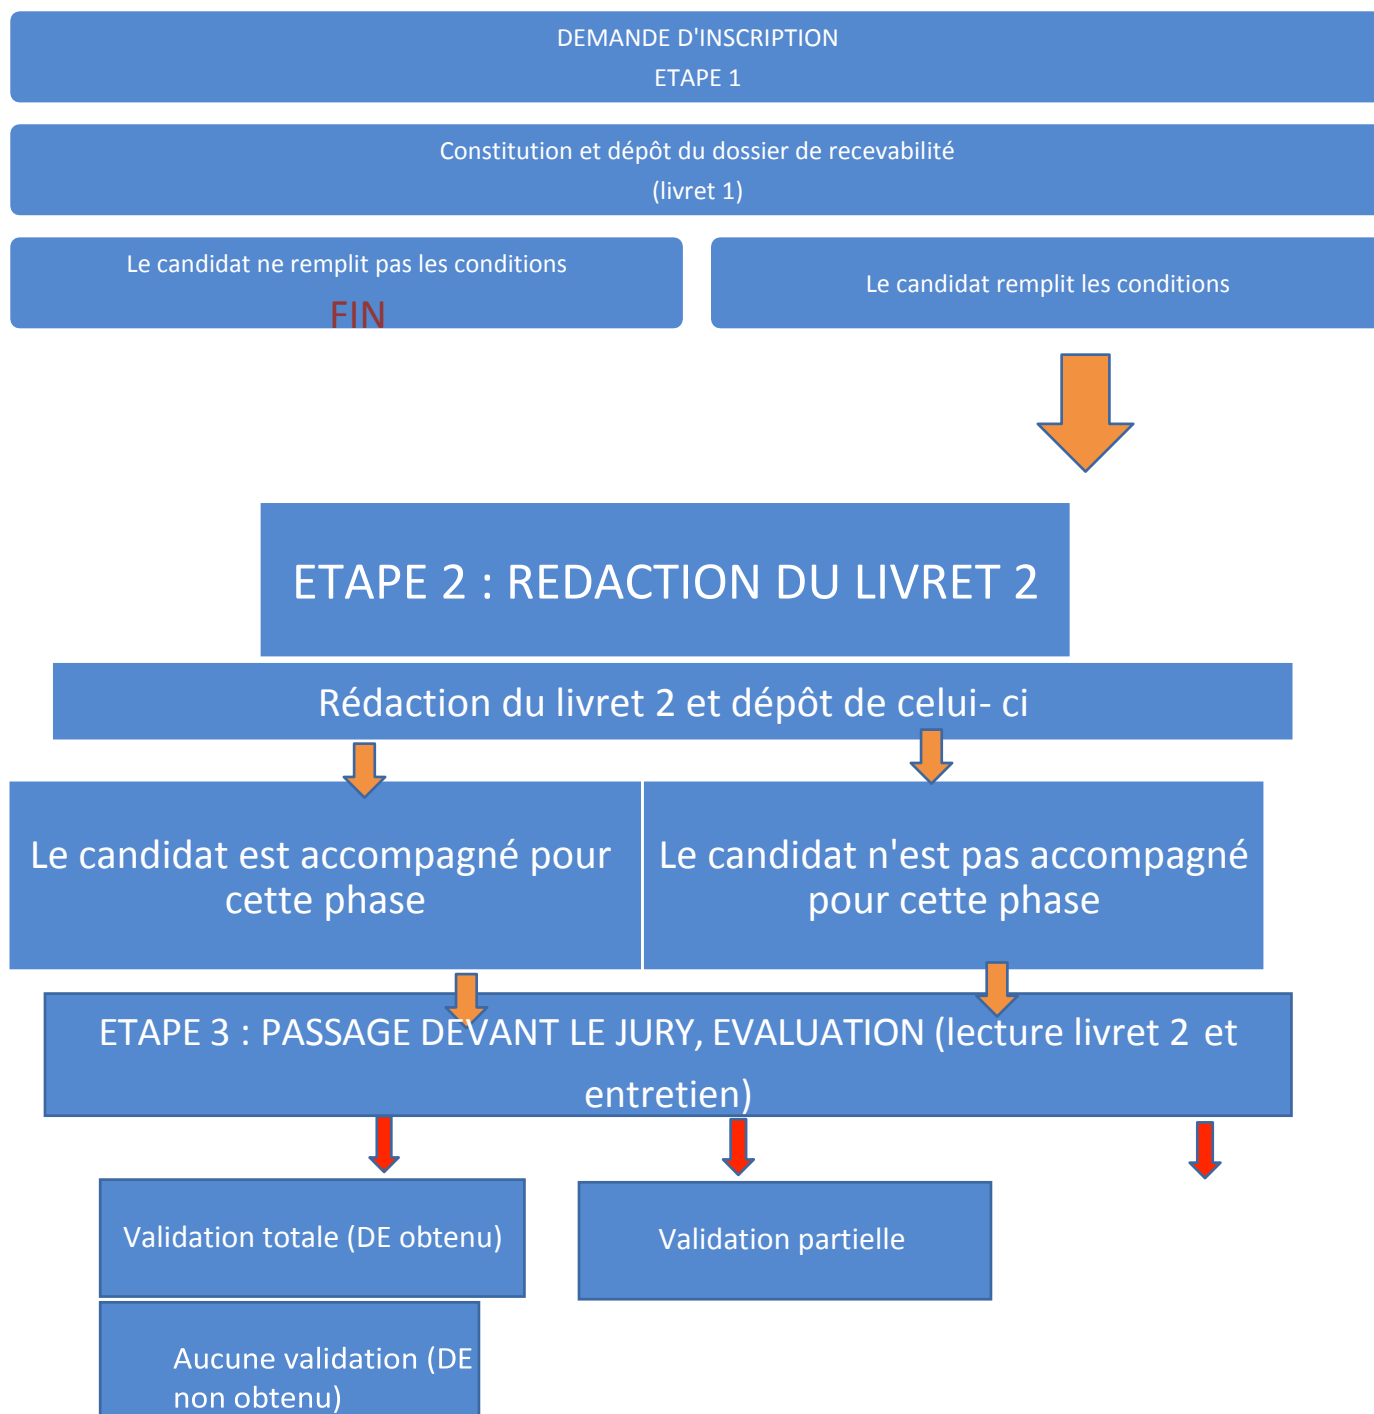 DEMANDE D'INSCRIPTION
ETAPE 1
Constitution et dépôt du dossier de recevabilité
(livret 1)
Le candidat ne remplit pas les conditions
FIN
Le candidat remplit les conditions
ETAPE 2 : REDACTION DU LIVRET 2
Rédaction du livret 2 et dépôt de celui- ci
Le candidat est accompagné pour
cette phase
Le candidat n'est pas accompagné
pour cette phase
ETAPE 3 : PASSAGE DEVANT LE JURY, EVALUATION (lecture livret 2 et
entretien)
Validation totale (DE obtenu)
Validation partielle
Aucune validation (DE
non obtenu)